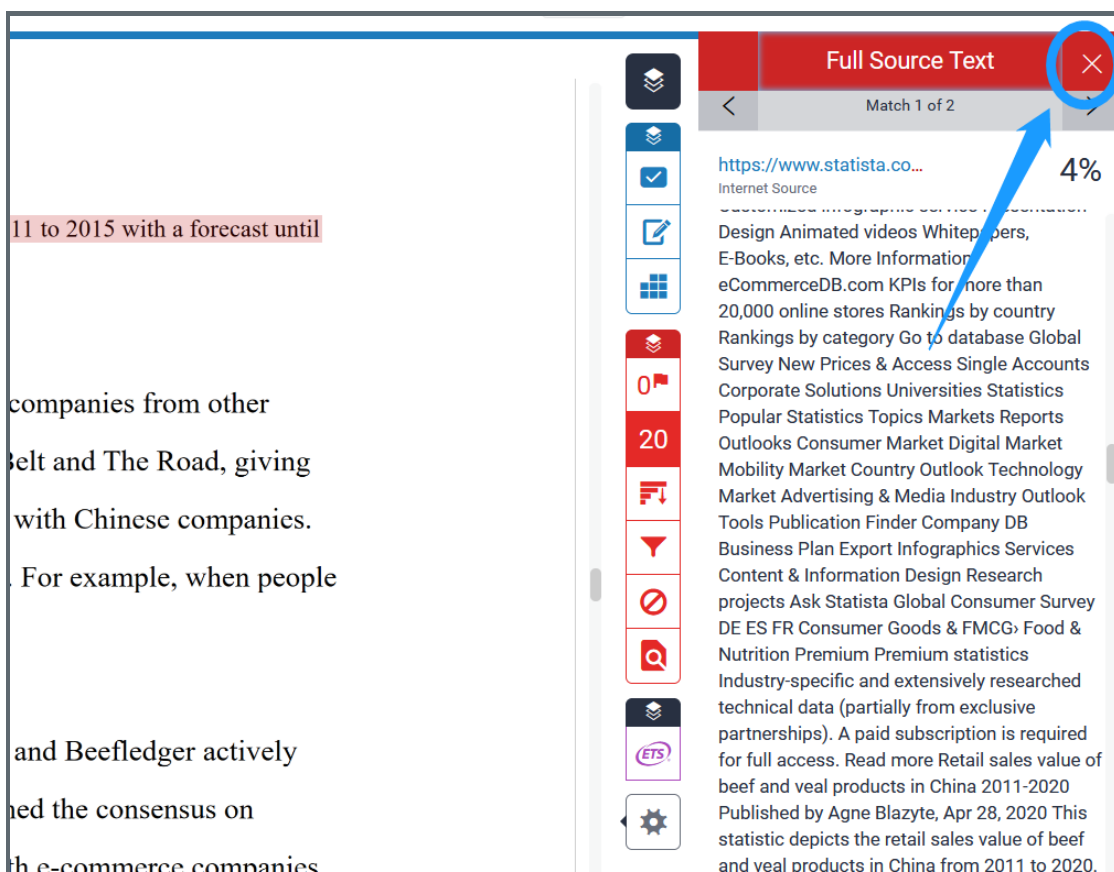 11 to 2015 with a forecast until
companies from other
Belt and The Road, giving
with Chinese companies.
. For example, when people
and Beefledger actively
ned the consensus on
th e-commerce companies
0
20
ETS
Full Source Text
Match 1 of 2
https://www.statista.co...
4%
Internet Source
Customized Infographic Service Presentation
Design Animated videos Whitepapers,
E-Books, etc. More Information
eCommerceDB.com KPIs for more than
20,000 online stores Rankings by country
Rankings by category Go to database Global
Survey New Prices & Access Single Accounts
Corporate Solutions Universities Statistics
Popular Statistics Topics Markets Reports
Outlooks Consumer Market Digital Market
Mobility Market Country Outlook Technology
Market Advertising & Media Industry Outlook
Tools Publication Finder Company DB
Business Plan Export Infographics Services
Content & Information Design Research
projects Ask Statista Global Consumer Survey
DE ES FR Consumer Goods & FMCG› Food &
Nutrition Premium Premium statistics
Industry-specific and extensively researched
technical data (partially from exclusive
partnerships). A paid subscription is required
for full access. Read more Retail sales value of
beef and veal products in China 2011-2020
Published by Agne Blazyte, Apr 28, 2020 This
statistic depicts the retail sales value of beef
and veal products in China from 2011 to 2020.